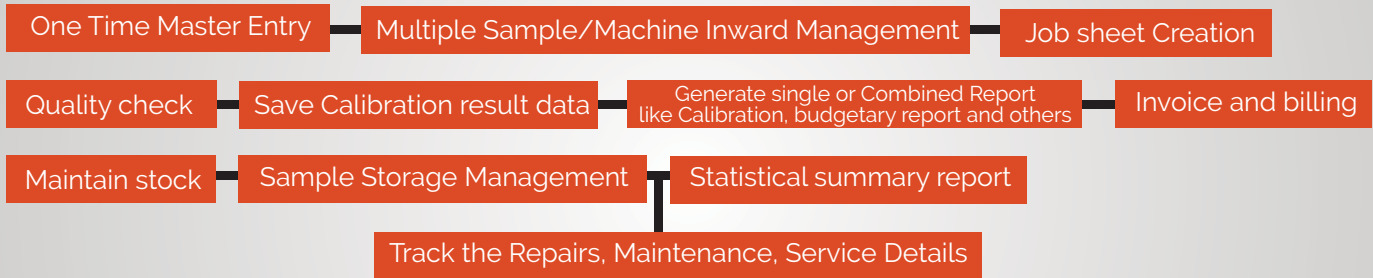 One Time Master Entry
Multiple Sample/Machine Inward Management
Job sheet Creation
Quality check
Save Calibration result data
Generate single or Combined Report
like Calibration, budgetary report and others
Invoice and billing
Maintain stock
Sample Storage Management
Statistical summary report
Track the Repairs, Maintenance, Service Details